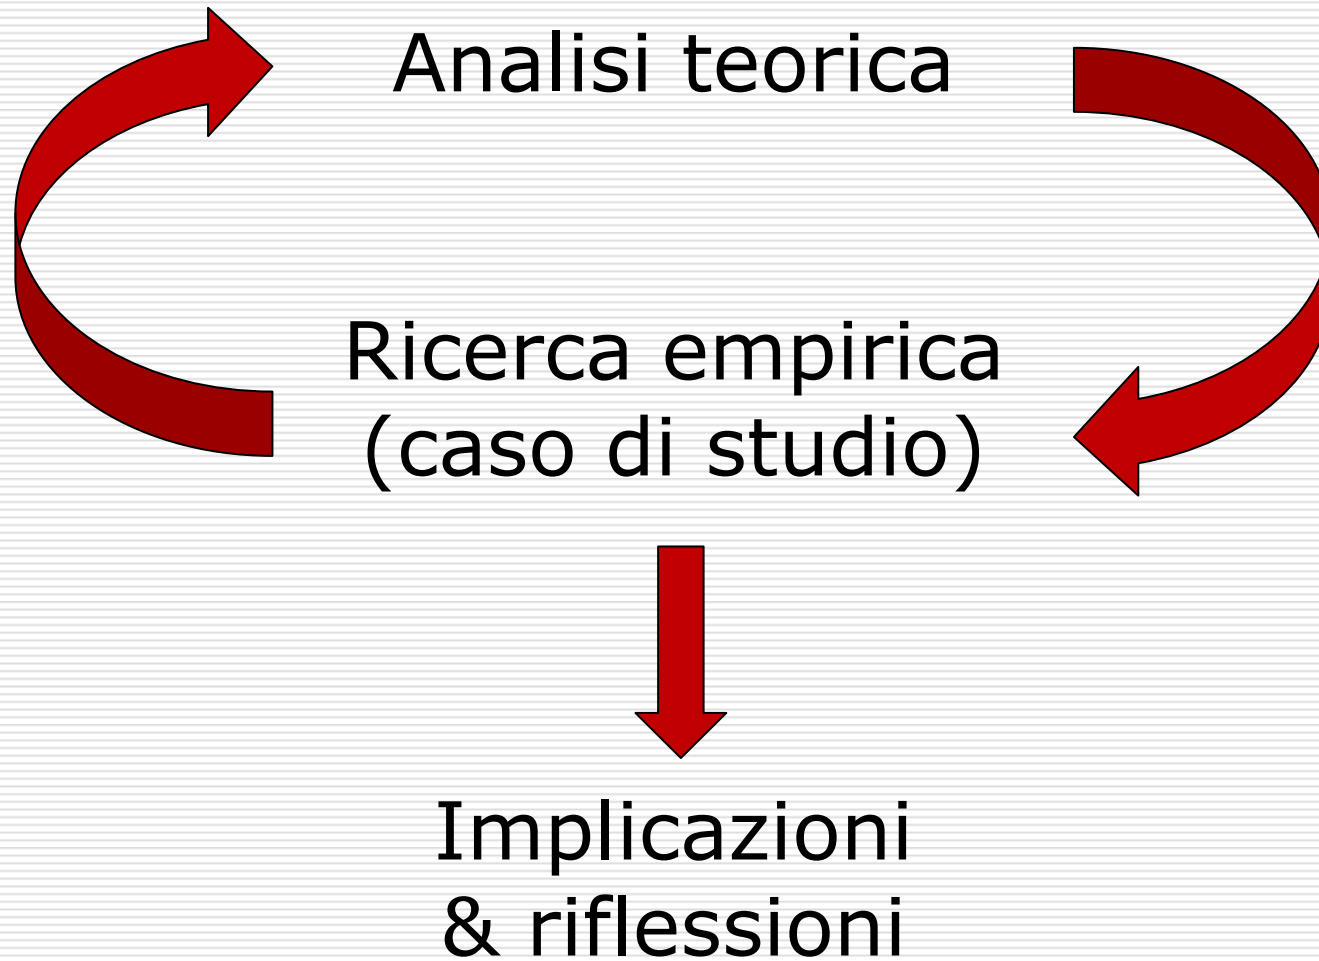 Analisi teorica
Ricerca empirica
(caso di studio)
Implicazioni
& riflessioni